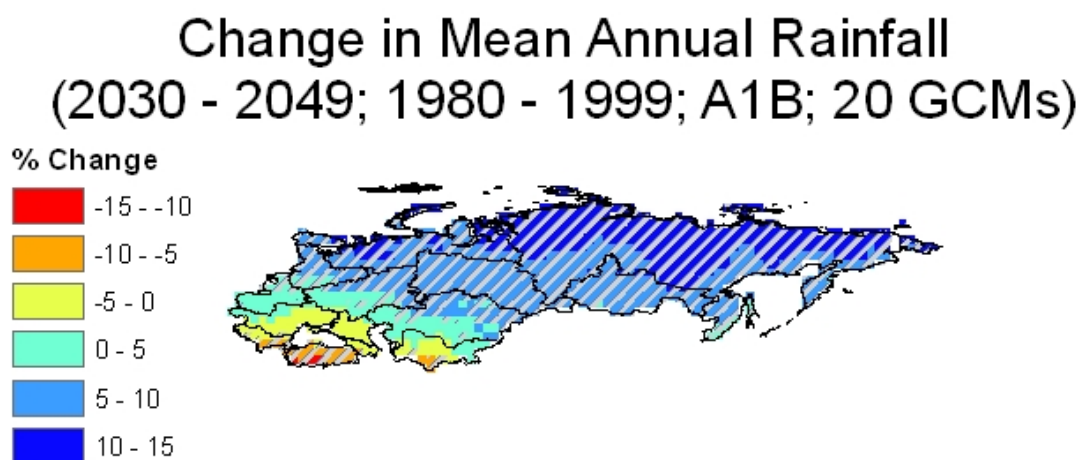 Change in Mean Annual Rainfall
(2030 - 2049; 1980 - 1999; A1B; 20 GCMs)
% Change
-15 - -10
-10 - -5
-5 - 0
0 - 5
5 - 10
10 - 15